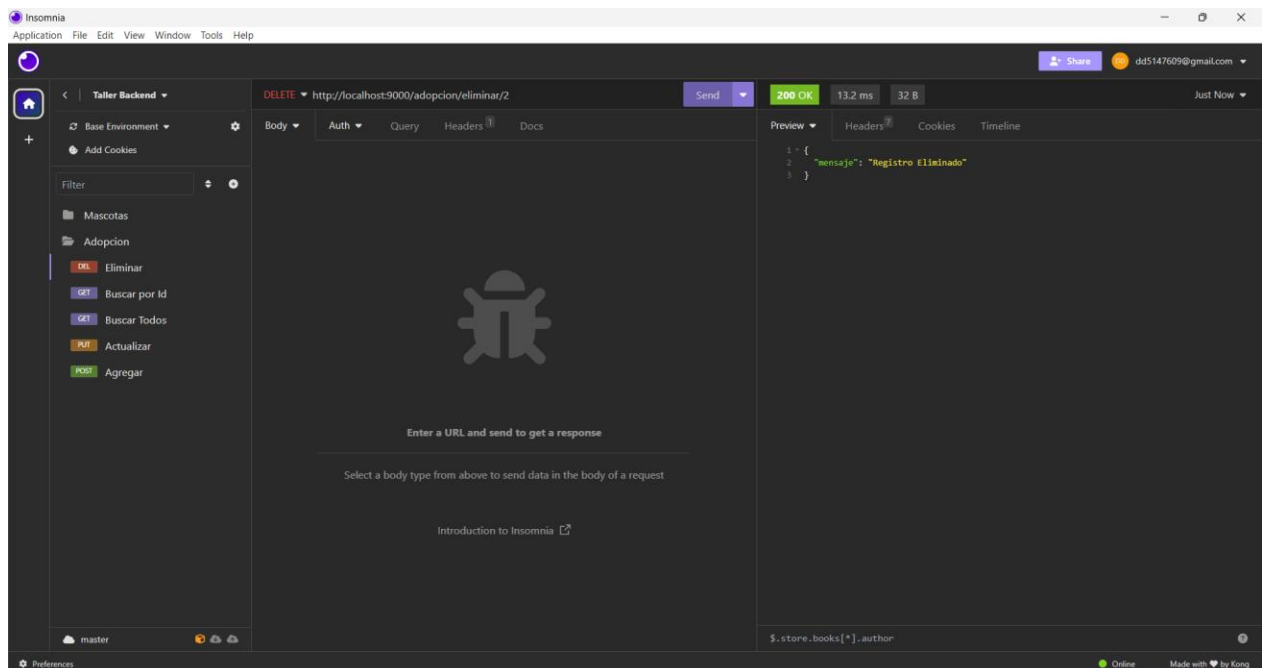 Insomnia
Application File Edit View Window Tools Help
Share DD dd5147609@gmail.com
Taller Backend
DELETE http://localhost:9000/adopcion/eliminar/2 Send
200 OK 13.2 ms 32 B Just Now
Base Environment
Body Auth Query Headers 1 Docs
Preview Headers 7 Cookies Timeline
Add Cookies
1 {
2 "mensaje": "Registro Eliminado"
3 }
Filter
Mascotas
Adopcion
DEL Eliminar
GET Buscar por Id
GET Buscar Todos
PUT Actualizar
POST Agregar
Enter a URL and send to get a response
Select a body type from above to send data in the body of a request
Introduction to Insomnia
master
$.store.books[*].author
Preferences
Online Made with ♥ by Kong